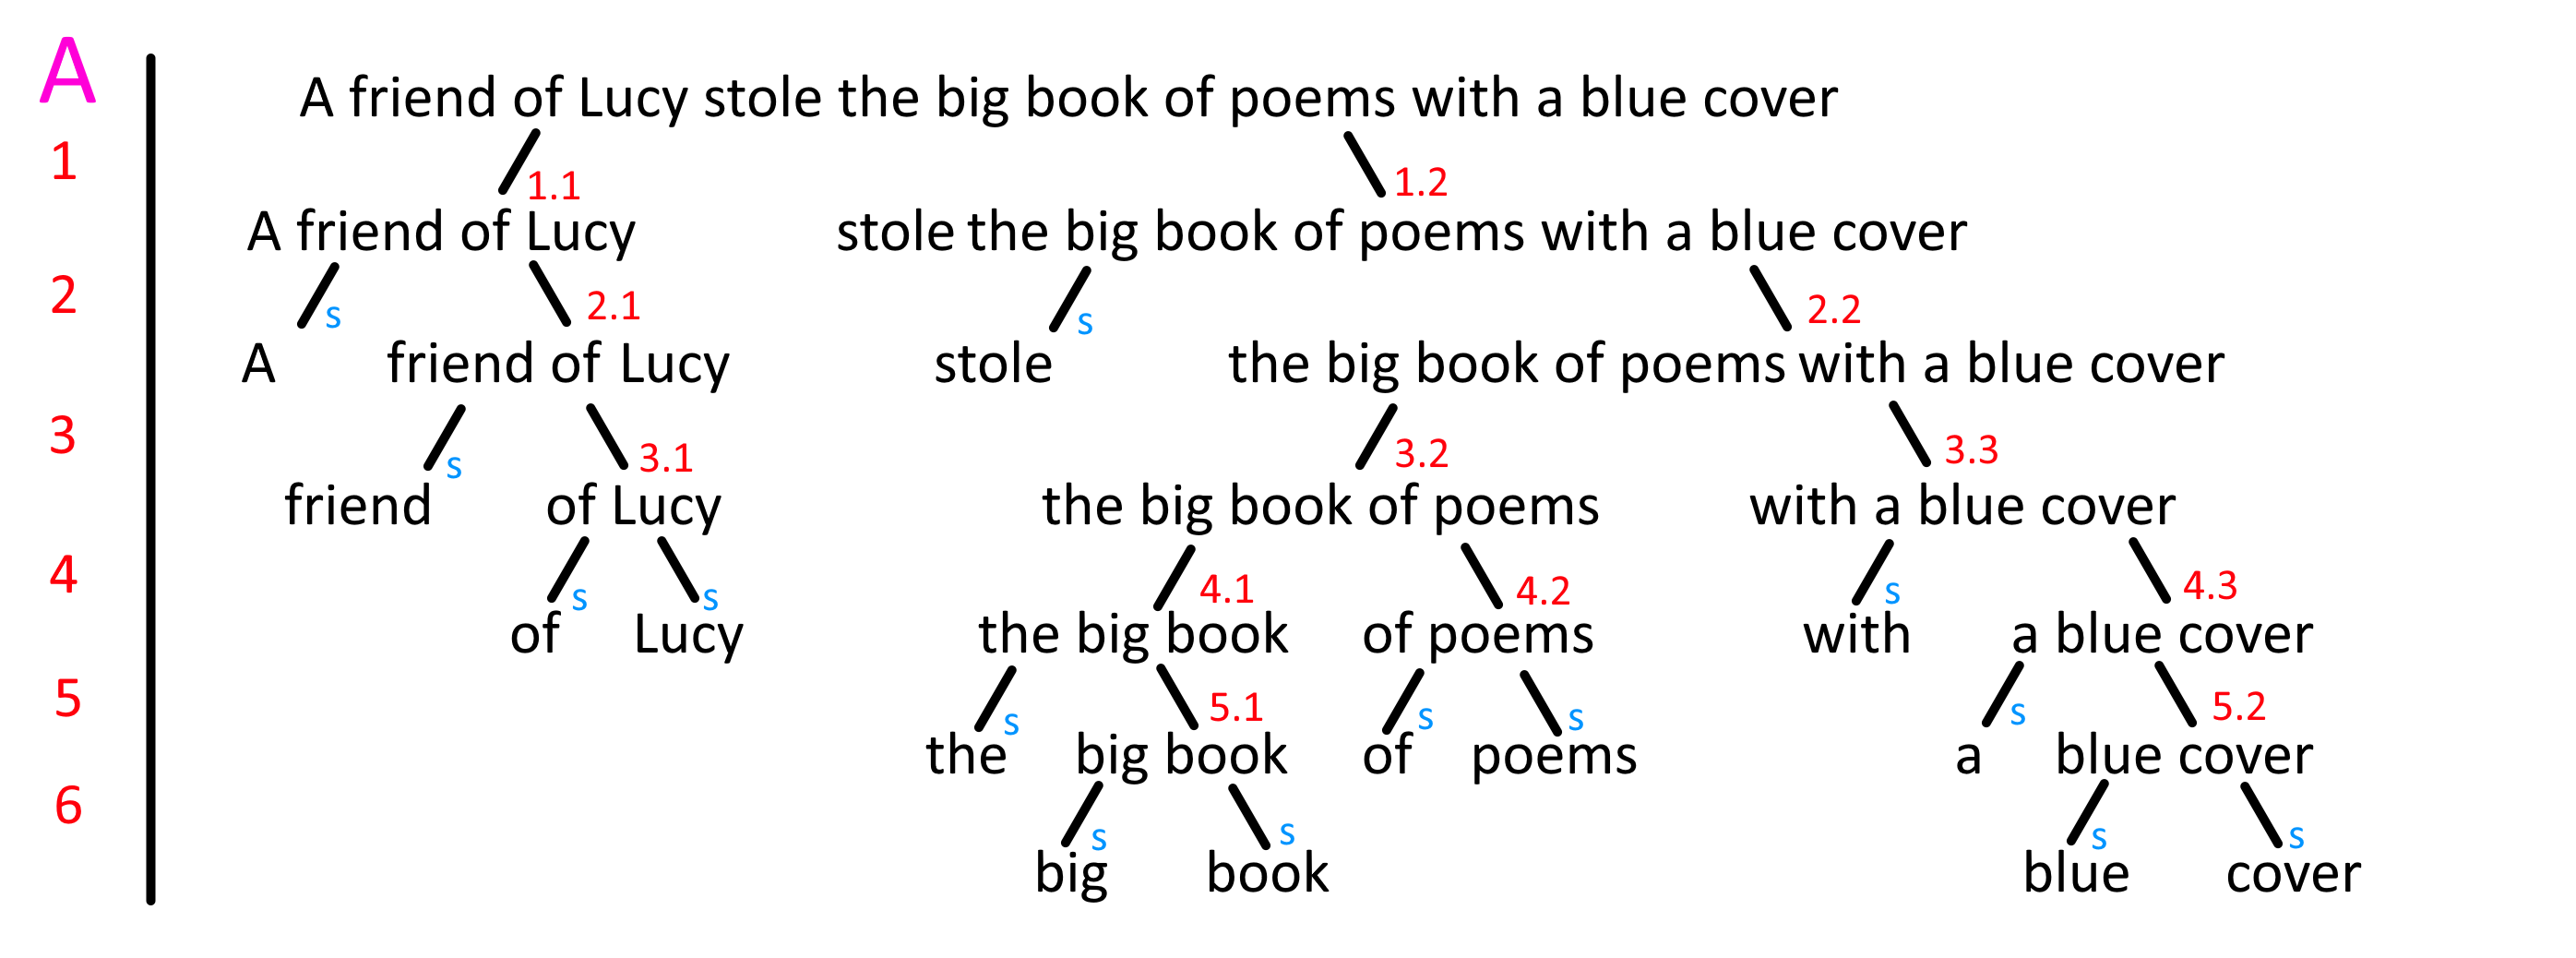 A
A friend of Lucy stole the big book of poems with a blue cover
1
1.1 1.2
A friend of Lucy stole the big book of poems with a blue cover
2
s 2.1 s 2.2
A friend of Lucy stole the big book of poems with a blue cover
3
s 3.1 3.2 3.3
friend of Lucy the big book of poems with a blue cover
4
s s 4.1 4.2 s 4.3
of Lucy the big book of poems with a blue cover
5
s 5.1 s s s 5.2
the big book of poems a blue cover
6
s s s s
big book blue cover